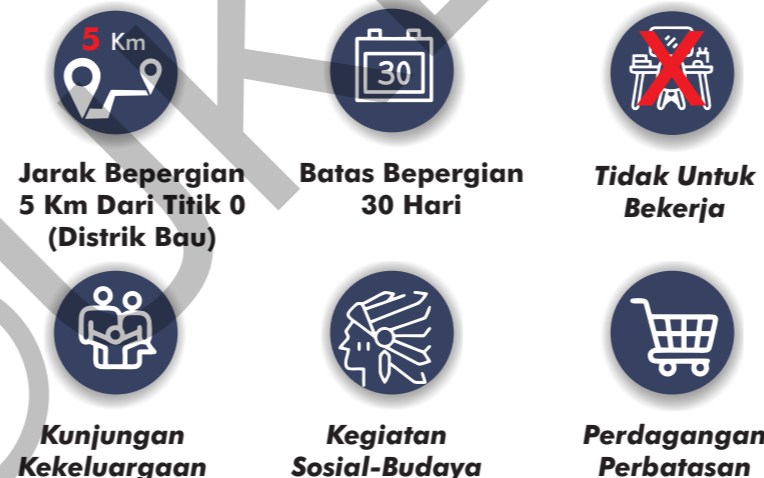 5 Km
30
Jarak Bepergian
5 Km Dari Titik 0
(Distrik Bau)
Batas Bepergian
30 Hari
Tidak Untuk
Bekerja
Kunjungan
Kekeluargaan
Kegiatan
Sosial-Budaya
Perdagangan
Perbatasan